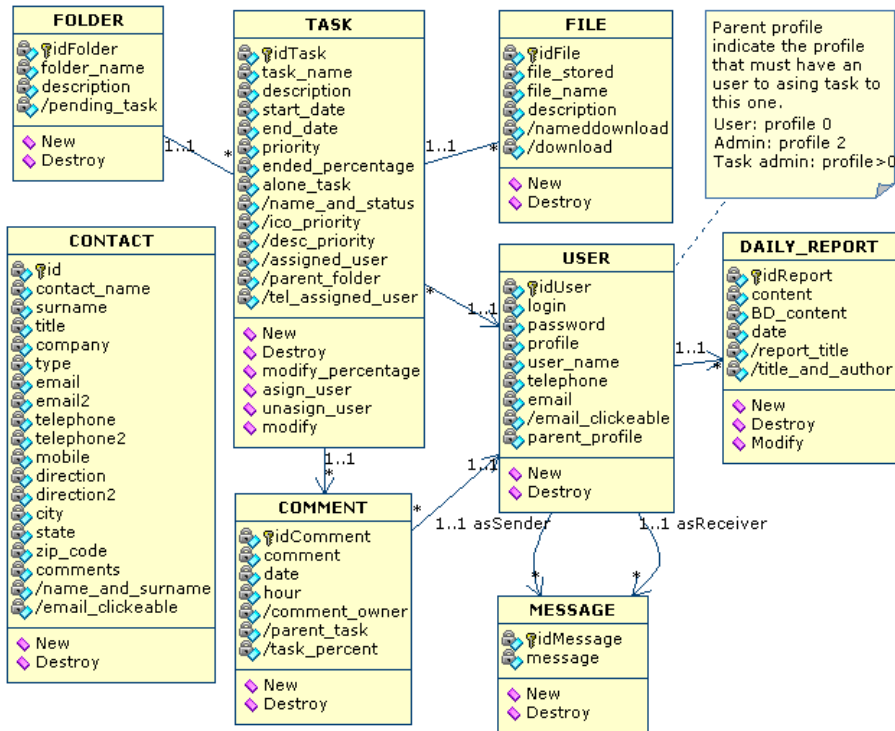 FOLDER
idFolder
folder_name
description
/pending_task
New
Destroy
1..1
*
TASK
idTask
task_name
description
start_date
end_date
priority
ended_percentage
alone_task
/name_and_status
/ico_priority
/desc_priority
/assigned_user
/parent_folder
/tel_assigned_user
New
Destroy
modify_percentage
asign_user
unasign_user
modify
1..1
*
FILE
idFile
file_stored
file_name
description
/nameddownload
/download
New
Destroy
Parent profile
indicate the profile
that must have an
user to asing task to
this one.
User: profile 0
Admin: profile 2
Task admin: profile>0
CONTACT
id
contact_name
surname
title
company
type
email
email2
telephone
telephone2
mobile
direction
direction2
city
state
zip_code
comments
/name_and_surname
/email_clickeable
New
Destroy
*
1..1
USER
idUser
login
password
profile
user_name
telephone
email
/email_clickeable
parent_profile
New
Destroy
1..1
*
DAILY_REPORT
idReport
content
BD_content
date
/report_title
/title_and_author
New
Destroy
Modify
1..1
*
COMMENT
idComment
comment
date
hour
/comment_owner
/parent_task
/task_percent
New
Destroy
*
1..1
1..1 asSender
1..1 asReceiver
*
*
MESSAGE
idMessage
message
New
Destroy